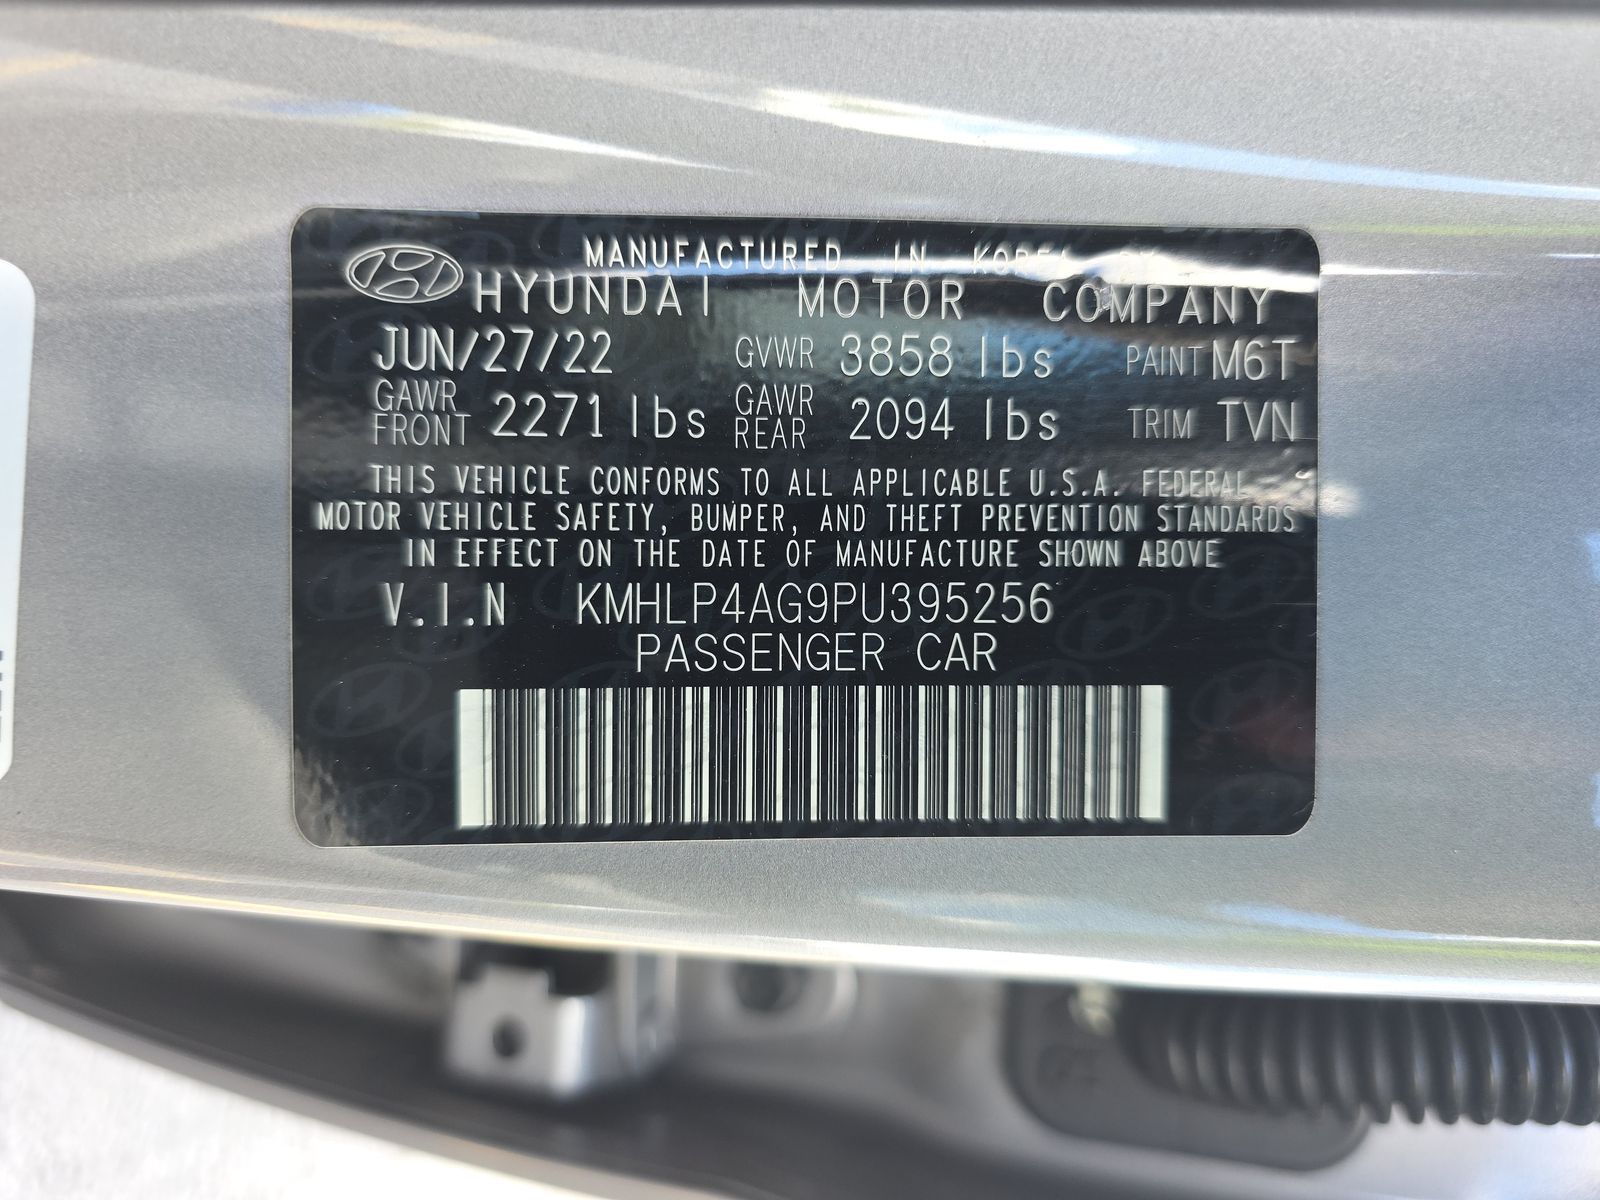 MANUFACTURED IN KOREA BY
HYUNDAI MOTOR COMPANY
JUN/27/22 GVWR 3858 lbs PAINT M6T
GAWR FRONT 2271 lbs GAWR REAR 2094 lbs TRIM TVN
THIS VEHICLE CONFORMS TO ALL APPLICABLE U.S.A. FEDERAL
MOTOR VEHICLE SAFETY, BUMPER, AND THEFT PREVENTION STANDARDS
IN EFFECT ON THE DATE OF MANUFACTURE SHOWN ABOVE
V.I.N KMHLP4AG9PU395256
PASSENGER CAR